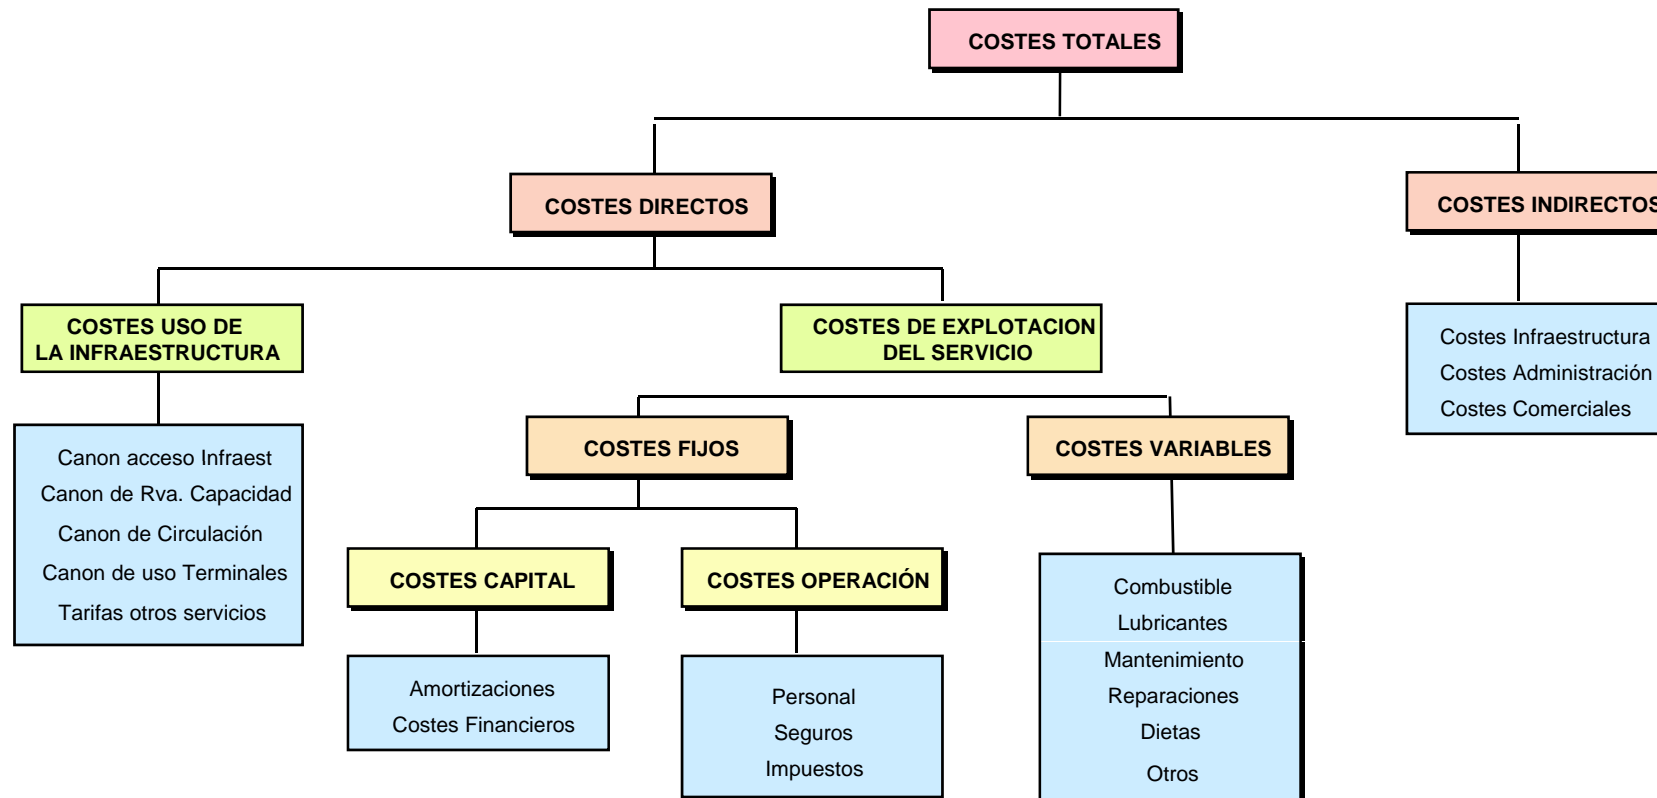 COSTES TOTALES
COSTES DIRECTOS
COSTES INDIRECTOS
COSTES USO DE
LA INFRAESTRUCTURA
COSTES DE EXPLOTACION
DEL SERVICIO
Costes Infraestructura
Costes Administración
Costes Comerciales
COSTES FIJOS
COSTES VARIABLES
Canon acceso Infraest
Canon de Rva. Capacidad
Canon de Circulación
Canon de uso Terminales
Tarifas otros servicios
COSTES CAPITAL
COSTES OPERACIÓN
Amortizaciones
Costes Financieros
Personal
Seguros
Impuestos
Combustible
Lubricantes
Mantenimiento
Reparaciones
Dietas
Otros